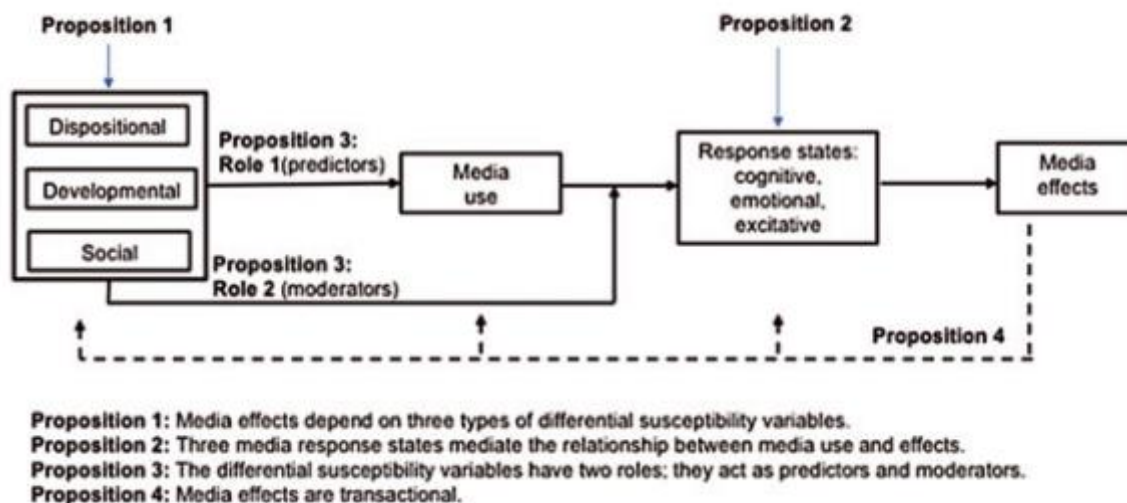 Proposition 1
Proposition 2
Dispositional
Developmental
Social
Proposition 3:
Role 1(predictors)
Media
use
Proposition 3:
Role 2 (moderators)
Response states:
cognitive,
emotional,
excitative
Media
effects
Proposition 4
Proposition 1: Media effects depend on three types of differential susceptibility variables.
Proposition 2: Three media response states mediate the relationship between media use and effects.
Proposition 3: The differential susceptibility variables have two roles; they act as predictors and moderators.
Proposition 4: Media effects are transactional.